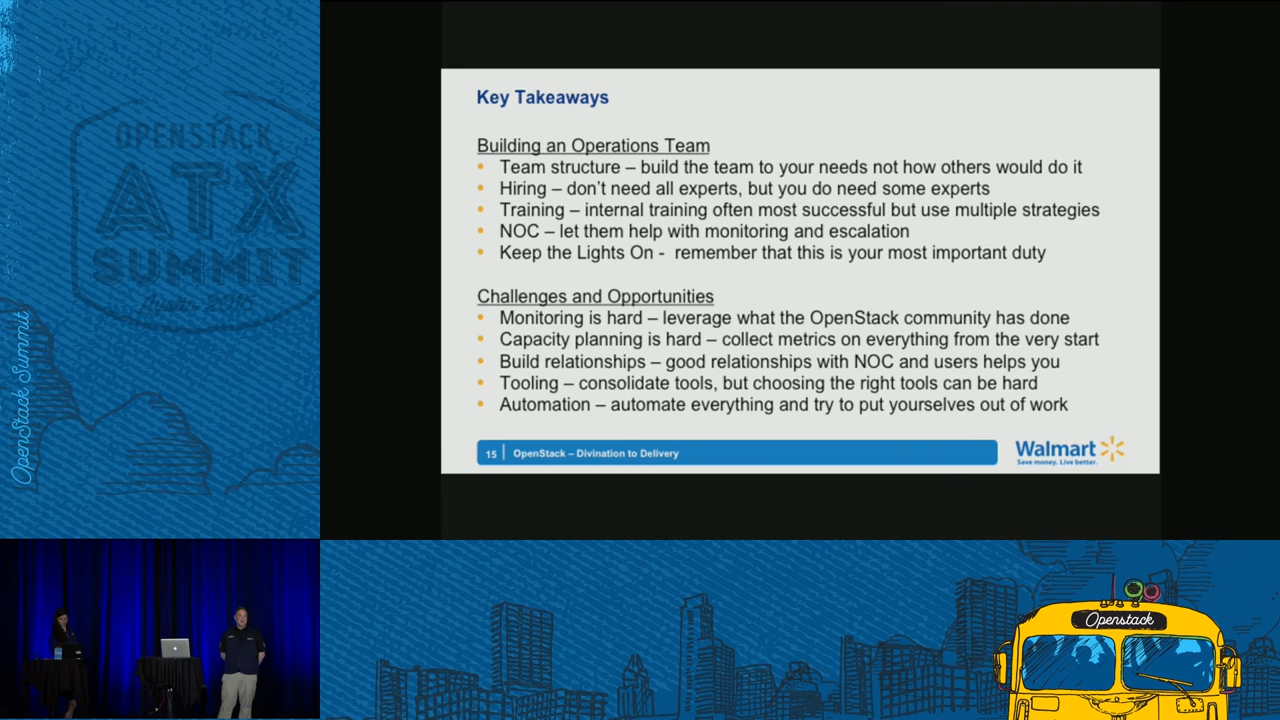 OPENSTACK
ATX
SUMMIT
Austin 2016
OpenStack Summit
Key Takeaways
Building an Operations Team
• Team structure – build the team to your needs not how others would do it
• Hiring – don't need all experts, but you do need some experts
• Training – internal training often most successful but use multiple strategies
• NOC – let them help with monitoring and escalation
• Keep the Lights On - remember that this is your most important duty
Challenges and Opportunities
• Monitoring is hard – leverage what the OpenStack community has done
• Capacity planning is hard – collect metrics on everything from the very start
• Build relationships – good relationships with NOC and users helps you
• Tooling – consolidate tools, but choosing the right tools can be hard
• Automation – automate everything and try to put yourselves out of work
15 OpenStack – Divination to Delivery
Walmart
Save money. Live better.
Openstack